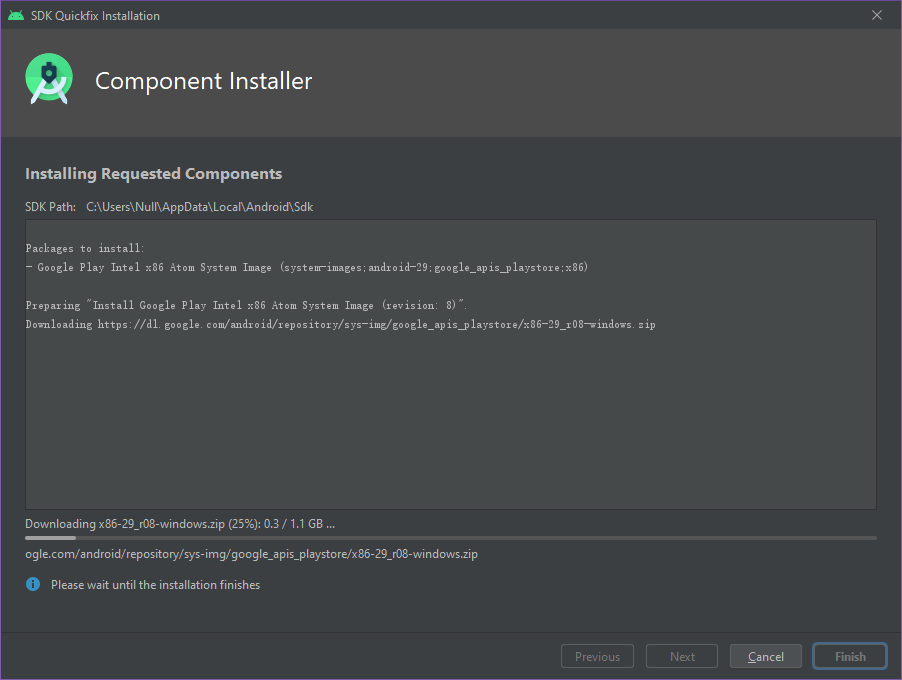 SDK Quickfix Installation
Component Installer
Installing Requested Components
SDK Path: C:\Users\Null\AppData\Local\Android\Sdk
Packages to install:
- Google Play Intel x86 Atom System Image (system-images;android-29;google_apis_playstore;x86)
Preparing "Install Google Play Intel x86 Atom System Image (revision: 8)".
Downloading https://dl.google.com/android/repository/sys-img/google_apis_playstore/x86-29_r08-windows.zip
Downloading x86-29_r08-windows.zip (25%): 0.3 / 1.1 GB ...
ogle.com/android/repository/sys-img/google_apis_playstore/x86-29_r08-windows.zip
Please wait until the installation finishes
Previous Next Cancel Finish